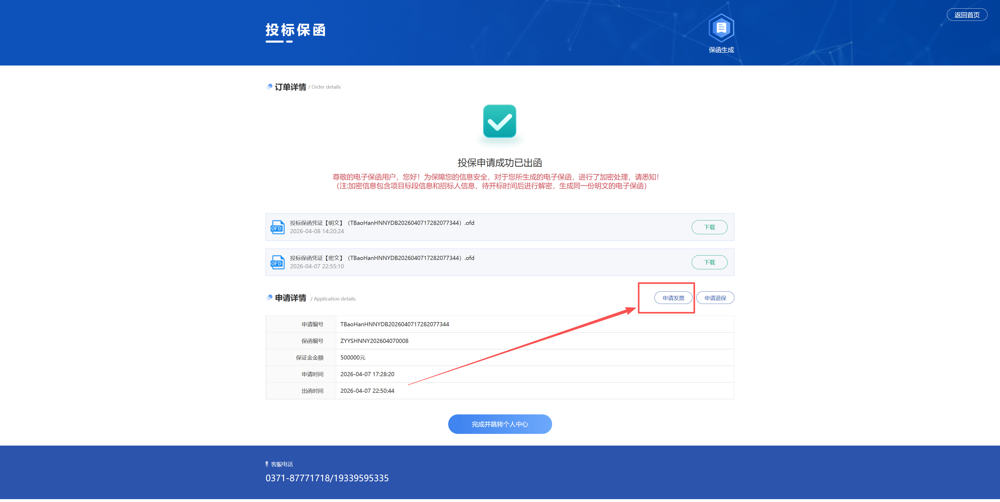 返回首页
投标保函
保函生成
订单详情 / Order details
投保申请成功已出函
尊敬的电子保函用户，您好！为保障您的信息安全，对于您所生成的电子保函，进行了加密处理，请悉知！
（注:加密信息包含项目标段信息和招标人信息，待开标时间后进行解密，生成同一份明文的电子保函）
OFD
投标保函凭证【明文】（TBaoHanHNNYDB2026040717282077344）.ofd
2026-04-08 14:20:24
下载
OFD
投标保函凭证【密文】（TBaoHanHNNYDB2026040717282077344）.ofd
2026-04-07 22:55:10
下载
申请详情 / Application details
申请发票
申请退保
申请编号 TBaoHanHNNYDB2026040717282077344
保函编号 ZYYSHNNY202604070008
保证金金额 500000元
申请时间 2026-04-07 17:28:20
出函时间 2026-04-07 22:50:44
完成并跳转个人中心
客服电话
0371-87771718/19339595335